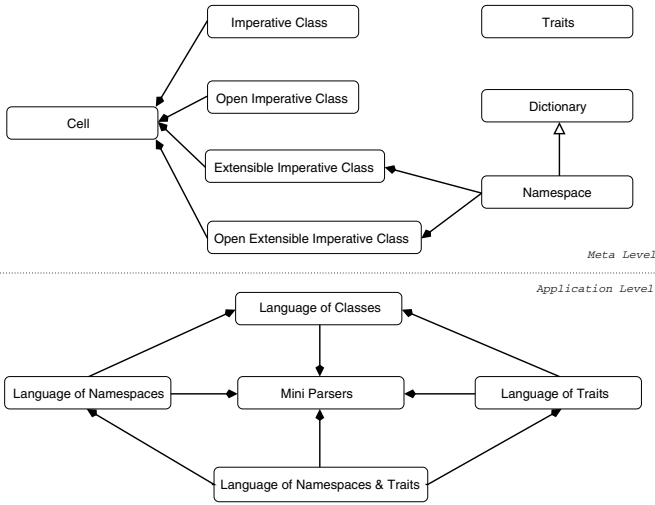 Imperative Class
Traits
Open Imperative Class
Dictionary
Cell
Extensible Imperative Class
Namespace
Open Extensible Imperative Class
Meta Level
Application Level
Language of Classes
Language of Namespaces
Mini Parsers
Language of Traits
Language of Namespaces & Traits